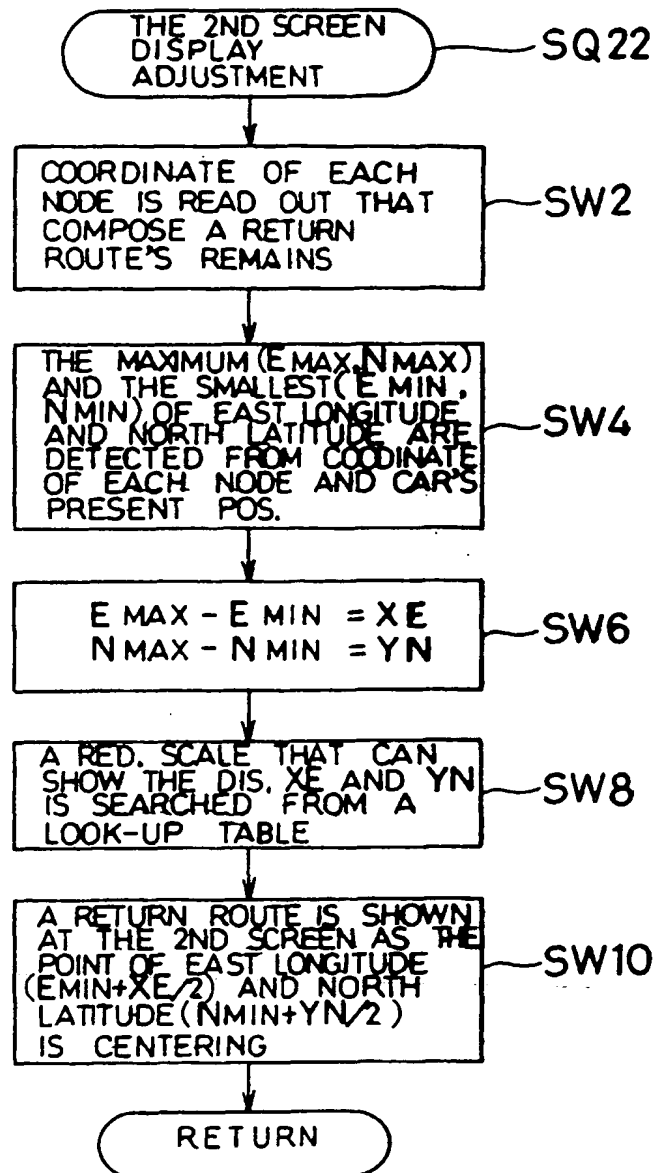 THE 2ND SCREEN
DISPLAY
ADJUSTMENT
SQ22
COORDINATE OF EACH
NODE IS READ OUT THAT
COMPOSE A RETURN
ROUTE'S REMAINS
SW2
THE MAXIMUM (E MAX, N MAX)
AND THE SMALLEST (E MIN,
N MIN) OF EAST LONGITUDE
AND NORTH LATITUDE ARE
DETECTED FROM COODINATE
OF EACH NODE AND CAR'S
PRESENT POS.
SW4
E MAX - E MIN = XE
N MAX - N MIN = YN
SW6
A RED. SCALE THAT CAN
SHOW THE DIS. XE AND YN
IS SEARCHED FROM A
LOOK-UP TABLE
SW8
A RETURN ROUTE IS SHOWN
AT THE 2ND SCREEN AS THE
POINT OF EAST LONGITUDE
(EMIN+XE/2) AND NORTH
LATITUDE (NMIN+YN/2)
IS CENTERING
SW10
RETURN